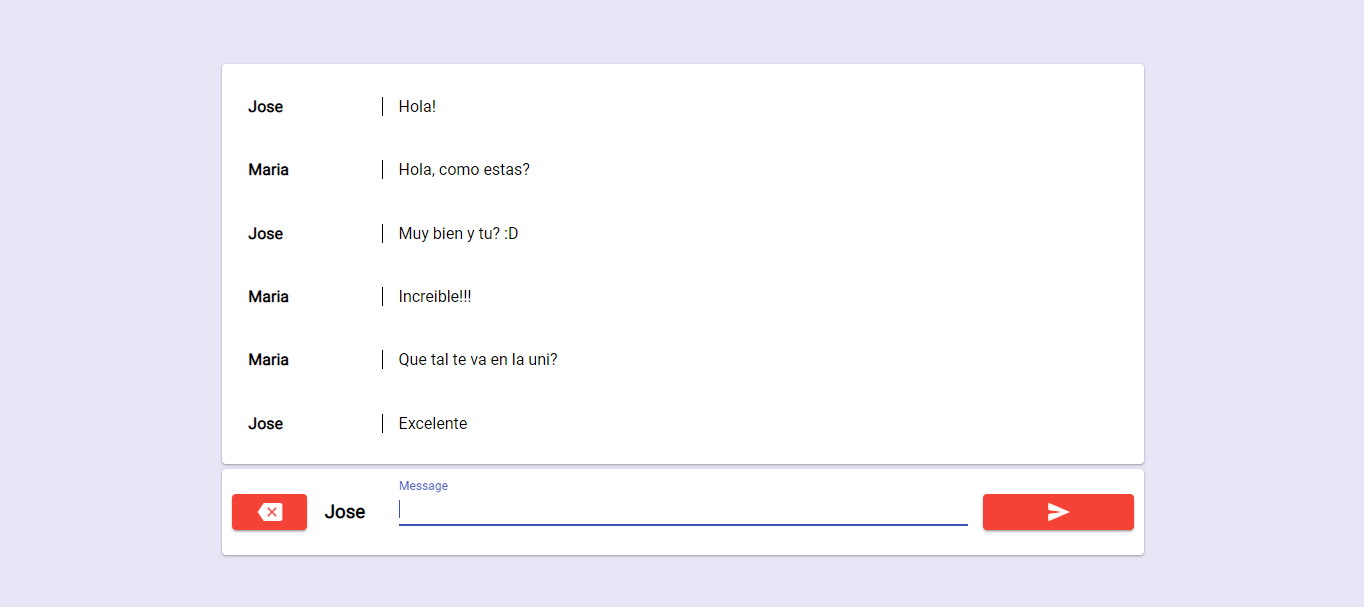 Jose Hola!
Maria Hola, como estas?
Jose Muy bien y tu? :D
Maria Increible!!!
Maria Que tal te va en la uni?
Jose Excelente
Message
Jose